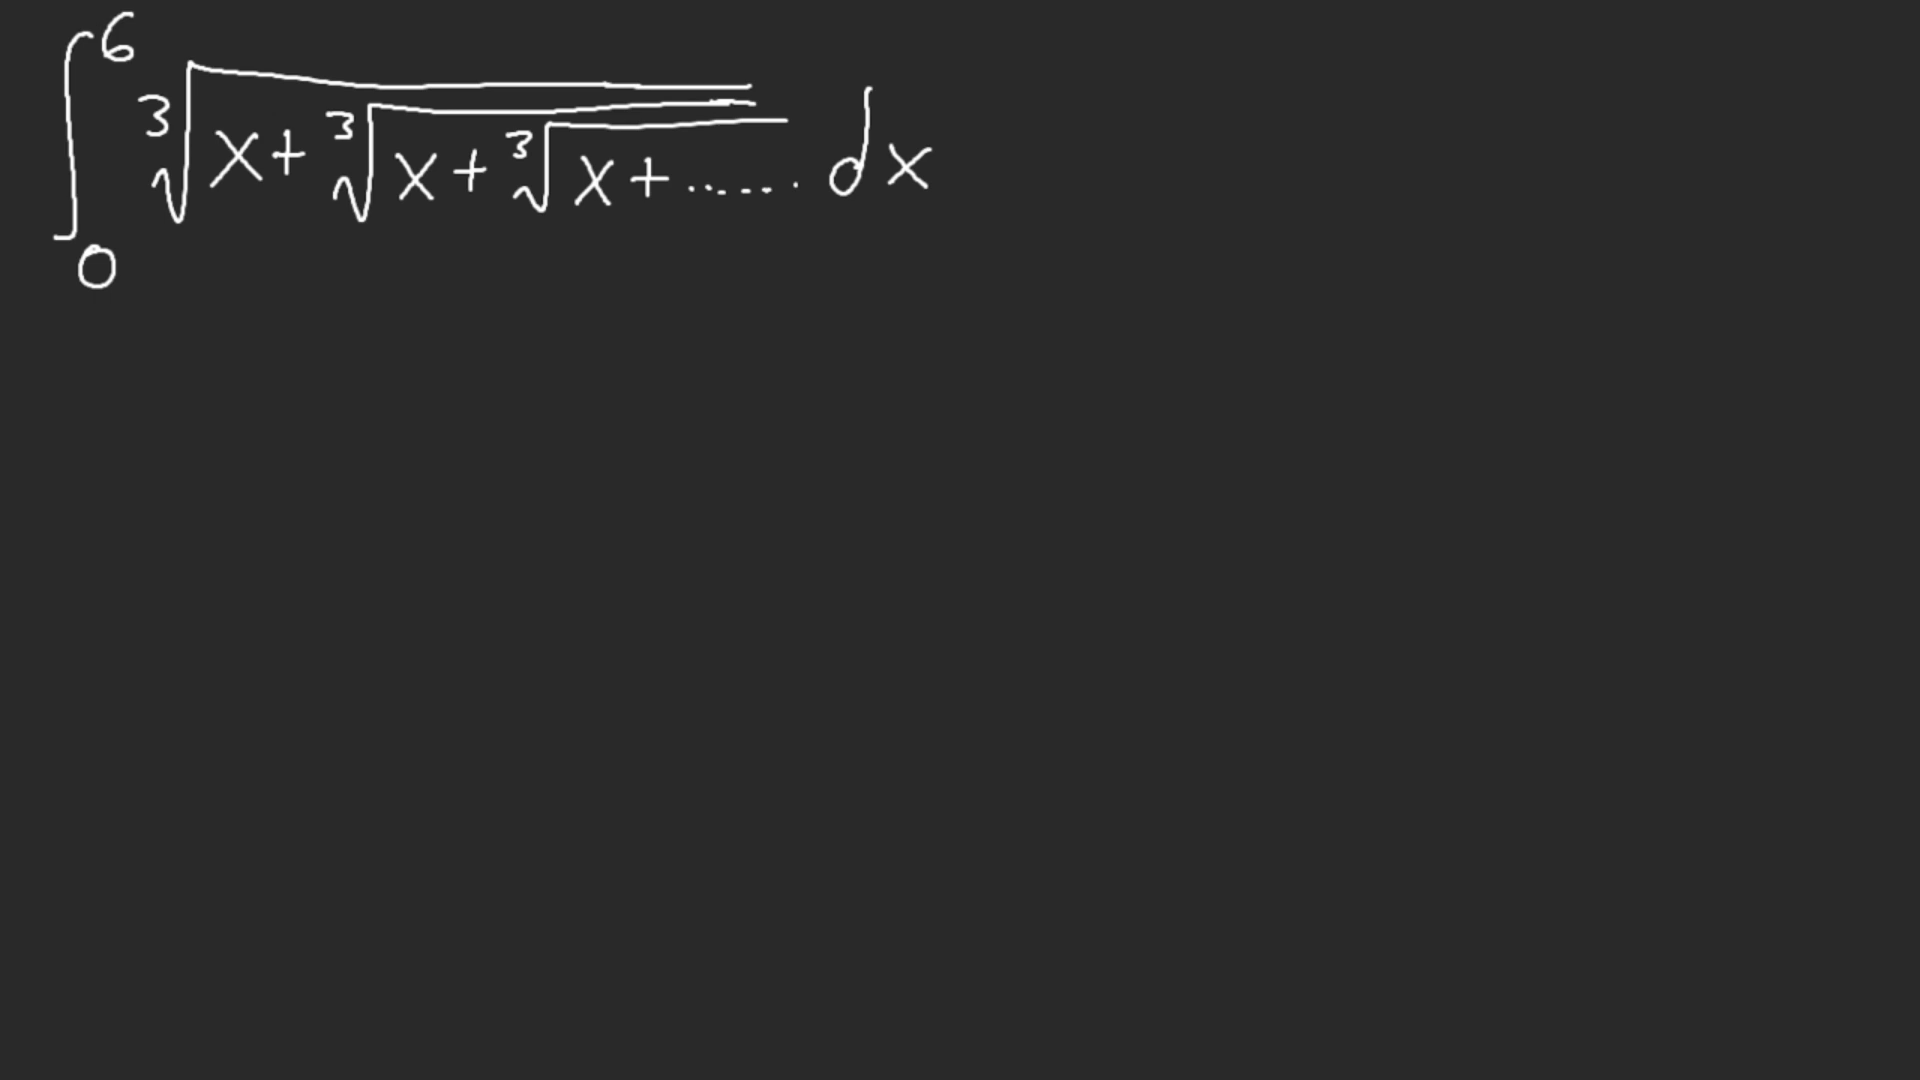 ∫₀⁶ ∛(x+∛(x+∛(x+....... dx